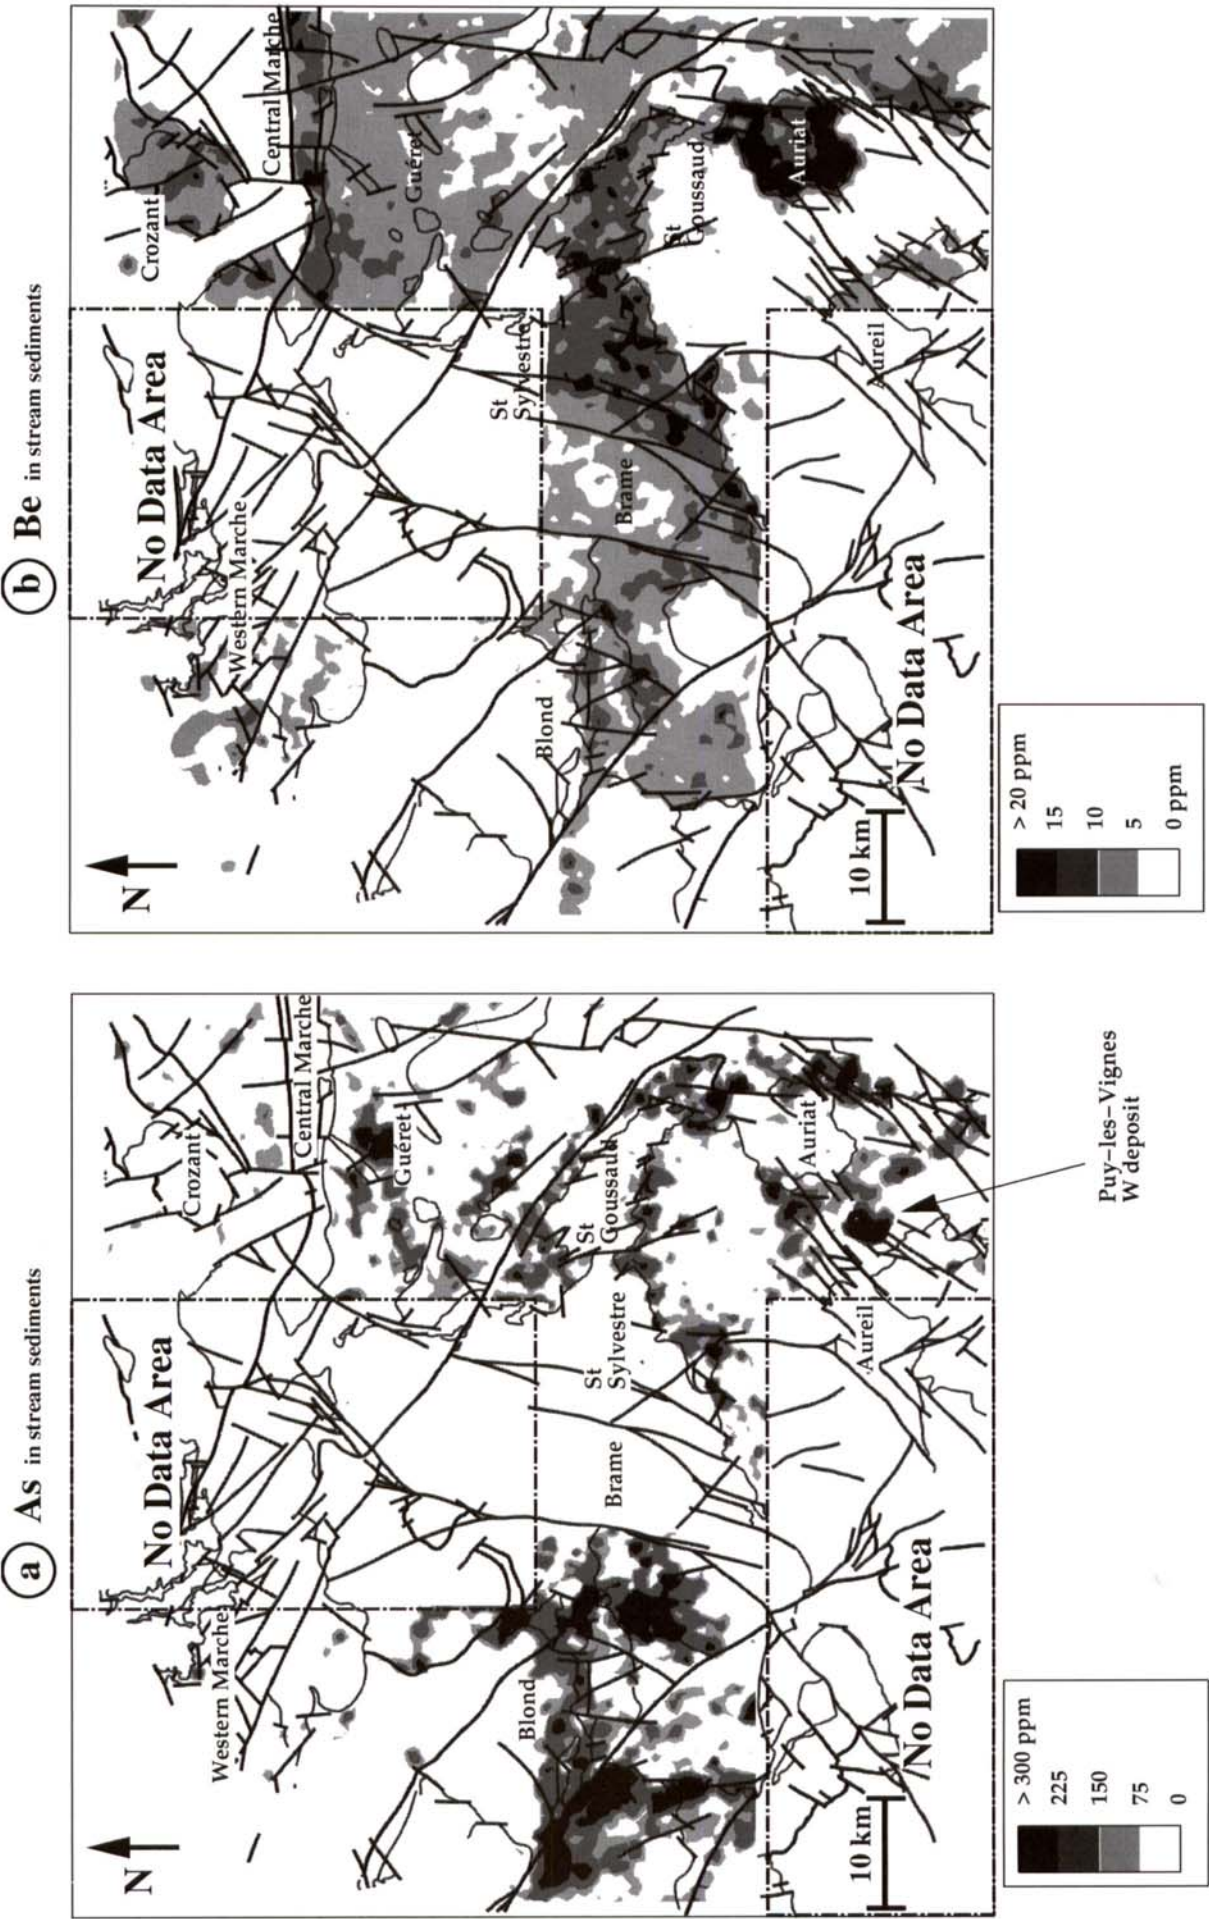 a As in stream sediments
N
No Data Area
Western Marche
Crozant
Central Marche
Guéret
Blond
Brame
St
Sylvestre
St
Goussaud
Auriat
Aureil
No Data Area
10 km
> 300 ppm
225
150
75
0
Puy-les-Vignes
W deposit
b Be in stream sediments
N
No Data Area
Western Marche
Crozant
Central Marche
Guéret
Blond
Brame
St
Sylvestre
St
Goussaud
Auriat
Aureil
No Data Area
10 km
> 20 ppm
15
10
5
0 ppm